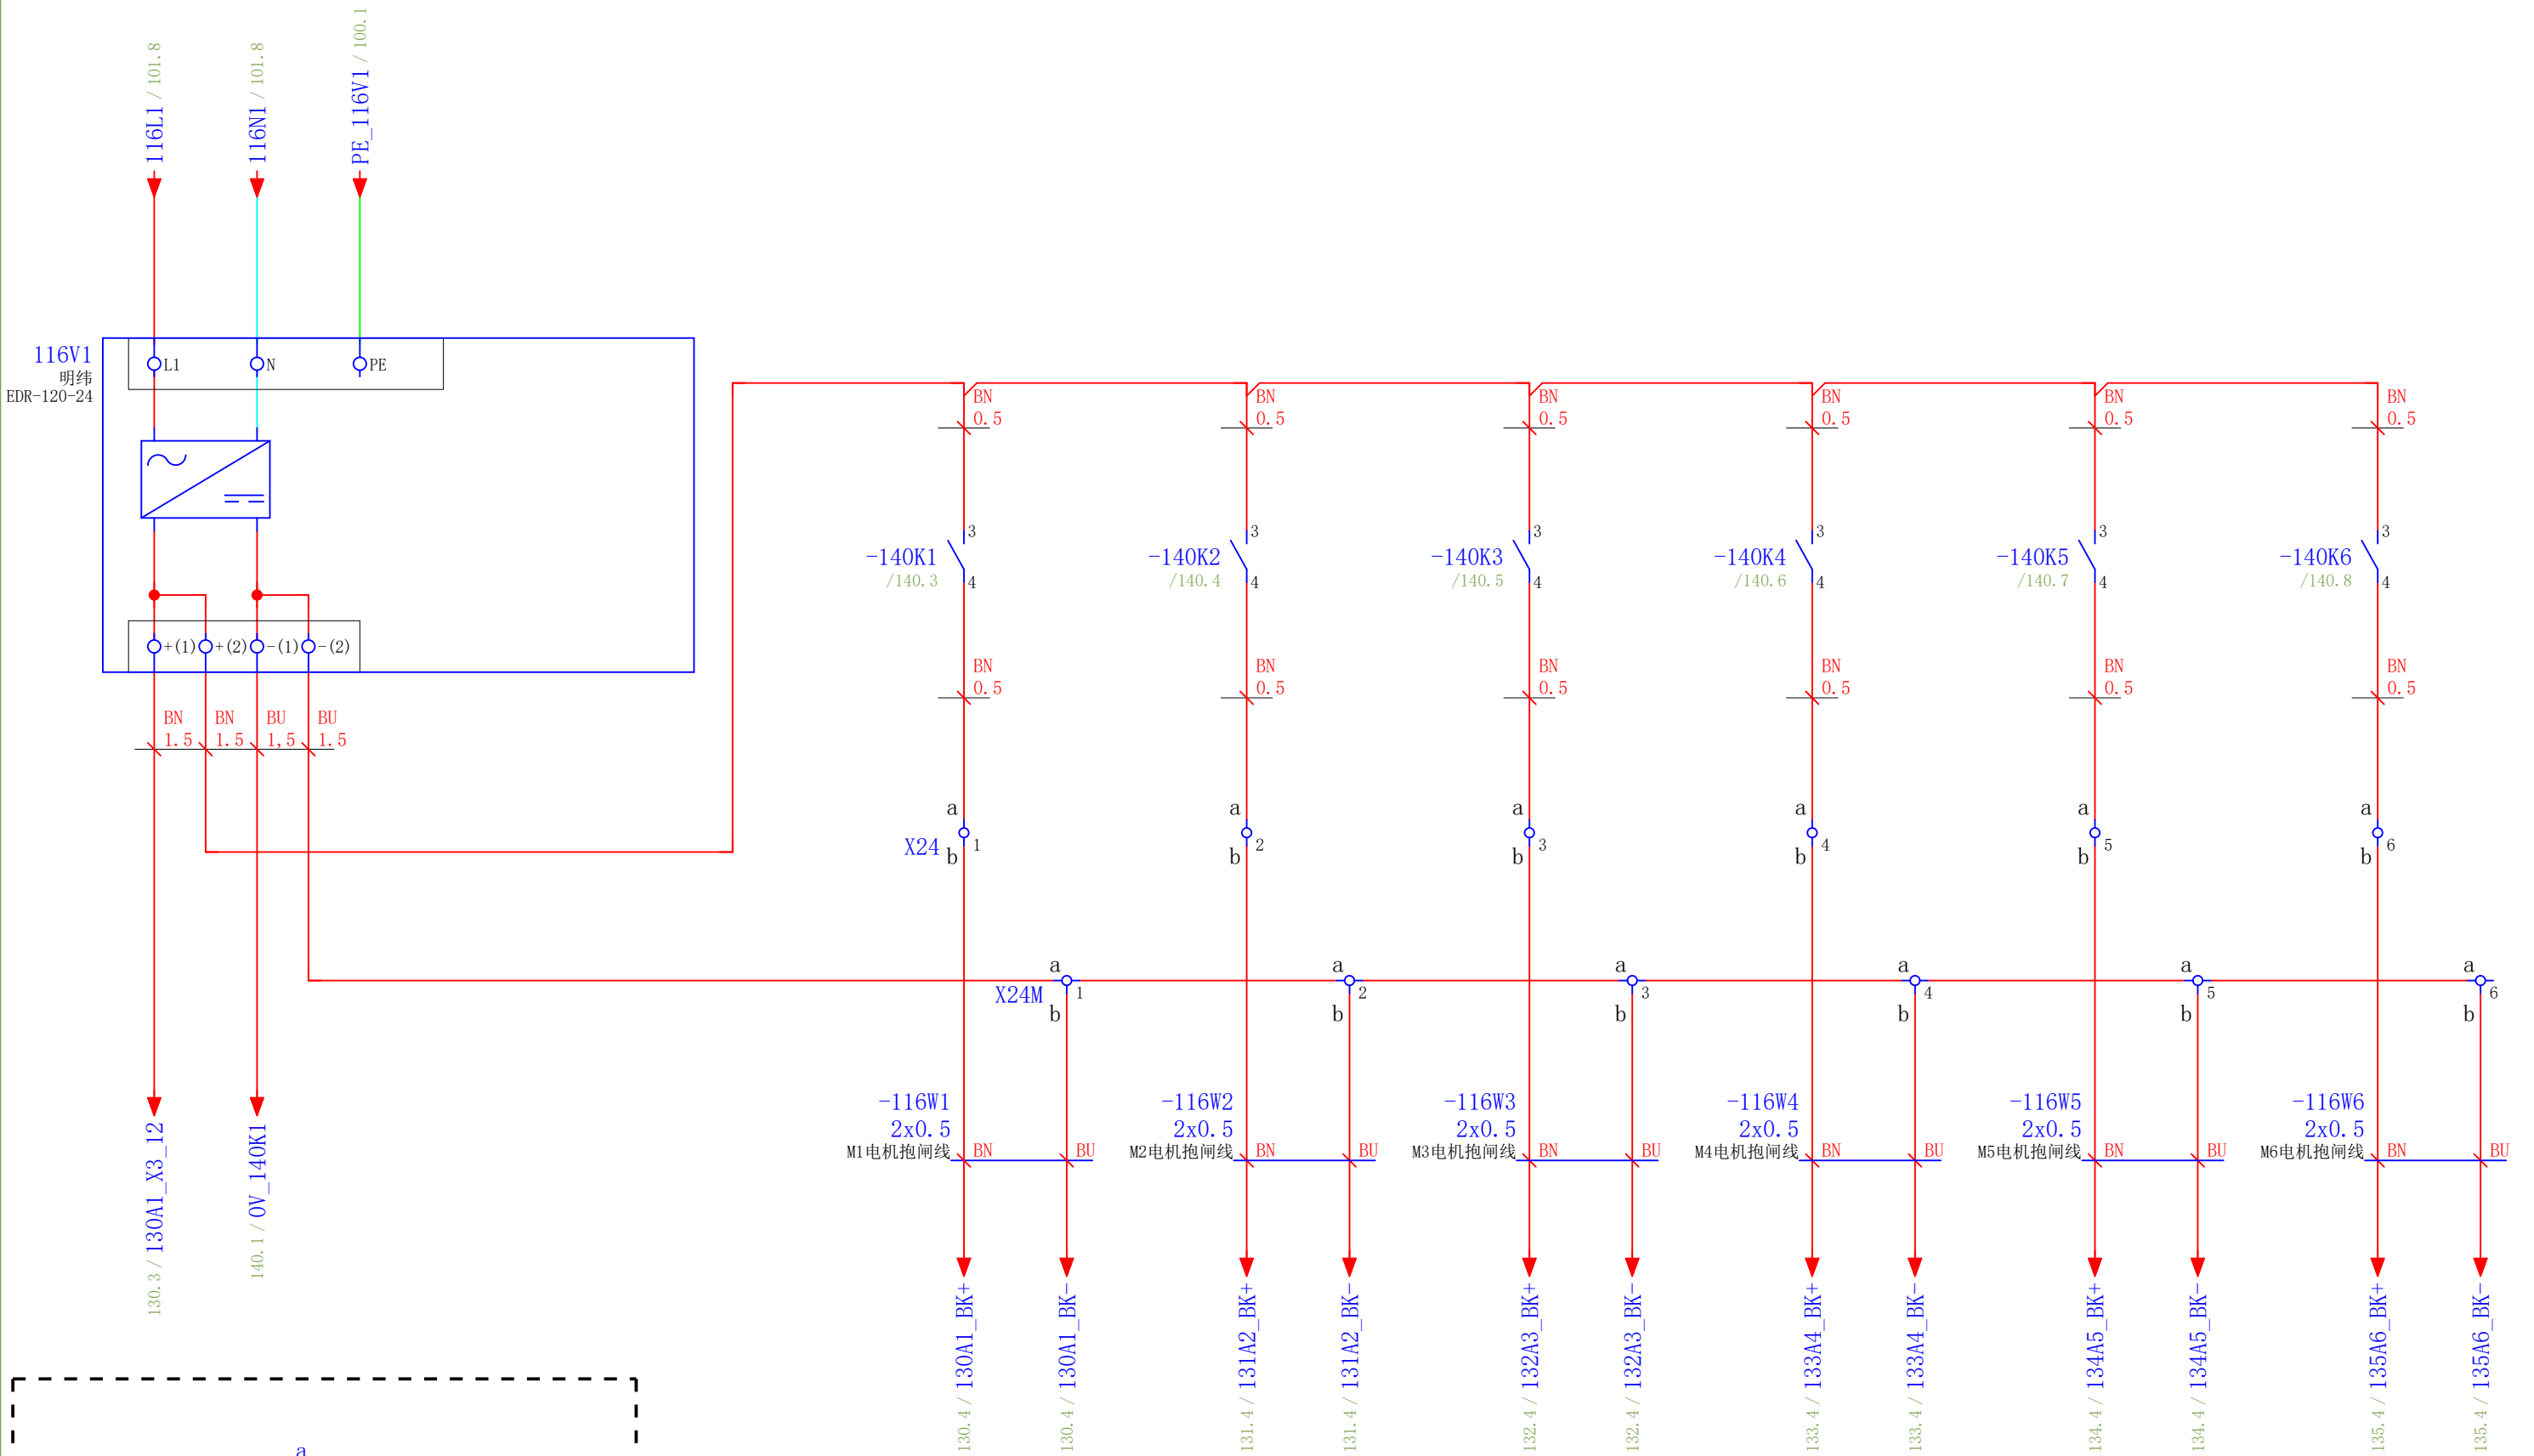 116L1 / 101.8
116N1 / 101.8
PE_116V1 / 100.1
116V1
明纬
EDR-120-24
L1
N
PE
+(1)
+(2)
-(1)
-(2)
BN
1.5
BN
1.5
BU
1,5
BU
1.5
130.3 / 130A1_X3_12
140.1 / 0V_140K1
BN
0.5
BN
0.5
BN
0.5
BN
0.5
BN
0.5
BN
0.5
-140K1
/140.3
3
4
-140K2
/140.4
3
4
-140K3
/140.5
3
4
-140K4
/140.6
3
4
-140K5
/140.7
3
4
-140K6
/140.8
3
4
BN
0.5
BN
0.5
BN
0.5
BN
0.5
BN
0.5
BN
0.5
X24
a
b
1
a
b
2
a
b
3
a
b
4
a
b
5
a
b
6
X24M
a
b
1
a
b
2
a
b
3
a
b
4
a
b
5
a
b
6
-116W1
2x0.5
M1电机抱闸线
BN
BU
-116W2
2x0.5
M2电机抱闸线
BN
BU
-116W3
2x0.5
M3电机抱闸线
BN
BU
-116W4
2x0.5
M4电机抱闸线
BN
BU
-116W5
2x0.5
M5电机抱闸线
BN
BU
-116W6
2x0.5
M6电机抱闸线
BN
BU
130.4 / 130A1_BK+
130.4 / 130A1_BK-
131.4 / 131A2_BK+
131.4 / 131A2_BK-
132.4 / 132A3_BK+
132.4 / 132A3_BK-
133.4 / 133A4_BK+
133.4 / 133A4_BK-
134.4 / 134A5_BK+
134.4 / 134A5_BK-
135.4 / 135A6_BK+
135.4 / 135A6_BK-
a